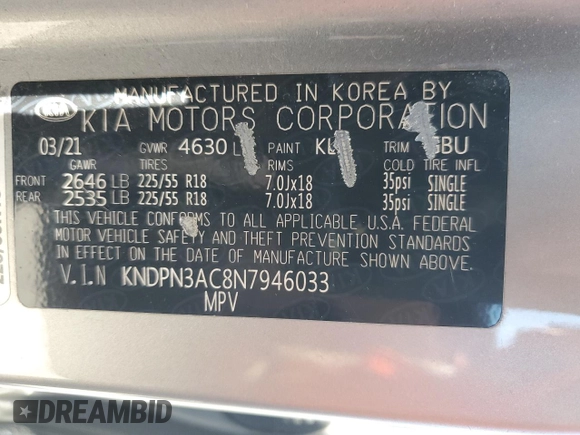 MANUFACTURED IN KOREA BY
KIA MOTORS CORPORATION
03/21 GVWR 4630 PAINT TRIM
GAWR TIRES RIMS COLD TIRE INFL
FRONT 2646 LB 225/55 R18 7.0Jx18 35psi SINGLE
REAR 2535 LB 225/55 R18 7.0Jx18 35psi SINGLE
THIS VEHICLE CONFORMS TO ALL APPLICABLE U.S.A. FEDERAL
MOTOR VEHICLE SAFETY AND THEFT PREVENTION STANDARDS
IN EFFECT ON THE DATE OF MANUFACTURE SHOWN ABOVE.
V.I.N KNDPN3AC8N7946033
MPV
DREAMBID